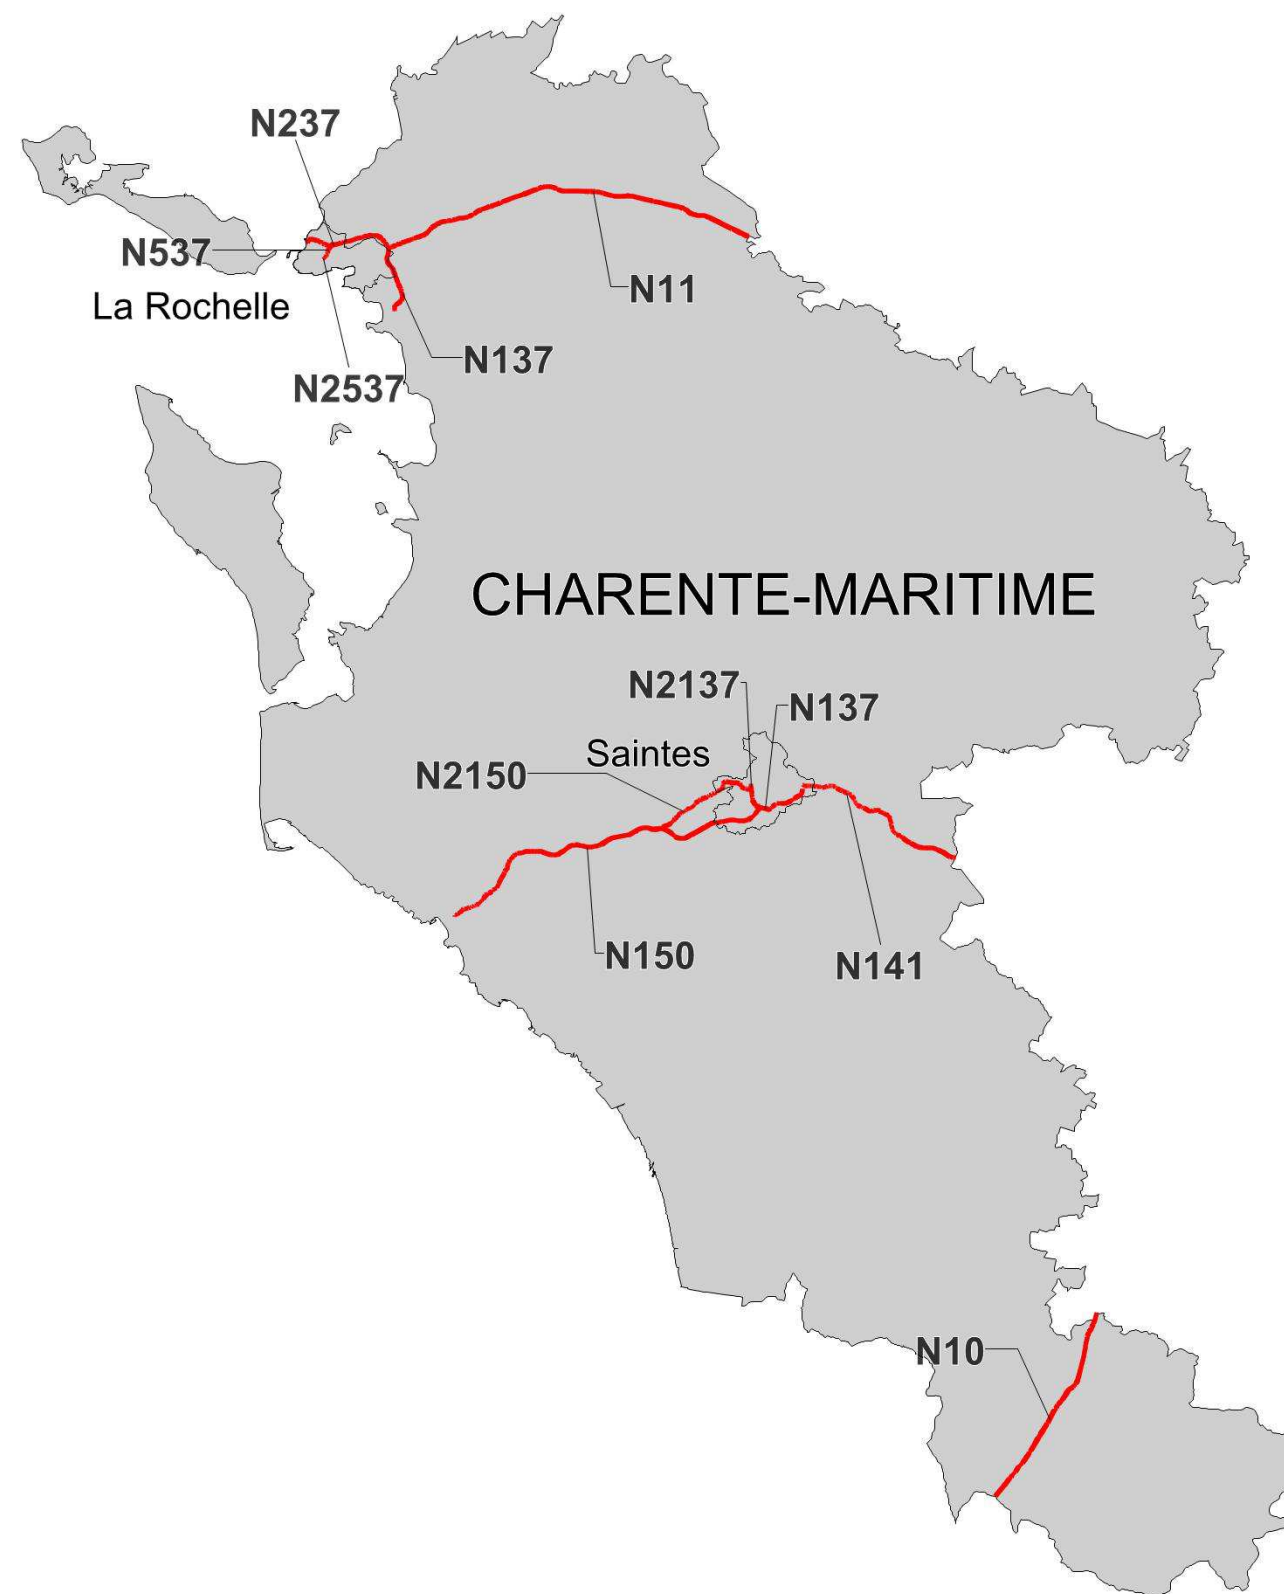 N237
N537
La Rochelle
N11
N137
N2537
CHARENTE-MARITIME
N2137
N137
Saintes
N2150
N150
N141
N10